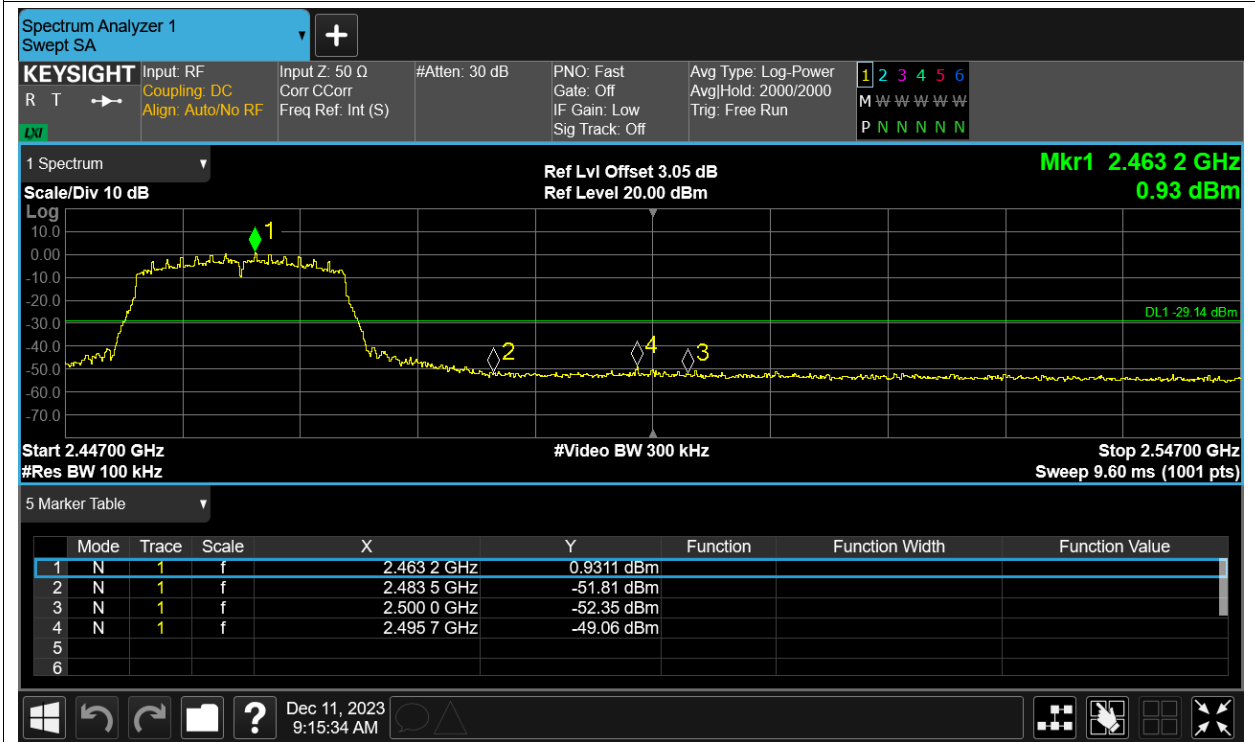 Spectrum Analyzer 1
Swept SA
KEYSIGHT
R T
LXI
Input: RF
Coupling: DC
Align: Auto/No RF
Input Z: 50 Ω
Corr CCorr
Freq Ref: Int (S)
#Atten: 30 dB
PNO: Fast
Gate: Off
IF Gain: Low
Sig Track: Off
Avg Type: Log-Power
Avg|Hold: 2000/2000
Trig: Free Run
1 2 3 4 5 6
M W W W W W
P N N N N N
1 Spectrum
Scale/Div 10 dB
Ref Lvl Offset 3.05 dB
Ref Level 20.00 dBm
Mkr1 2.463 2 GHz
0.93 dBm
Log
10.0
0.00
-10.0
-20.0
-30.0
-40.0
-50.0
-60.0
-70.0
1
2
4
3
DL1 -29.14 dBm
Start 2.44700 GHz
#Res BW 100 kHz
#Video BW 300 kHz
Stop 2.54700 GHz
Sweep 9.60 ms (1001 pts)
5 Marker Table
Mode Trace Scale X Y Function Function Width Function Value
1 N 1 f 2.463 2 GHz 0.9311 dBm
2 N 1 f 2.483 5 GHz -51.81 dBm
3 N 1 f 2.500 0 GHz -52.35 dBm
4 N 1 f 2.495 7 GHz -49.06 dBm
5
6
?
Dec 11, 2023
9:15:34 AM